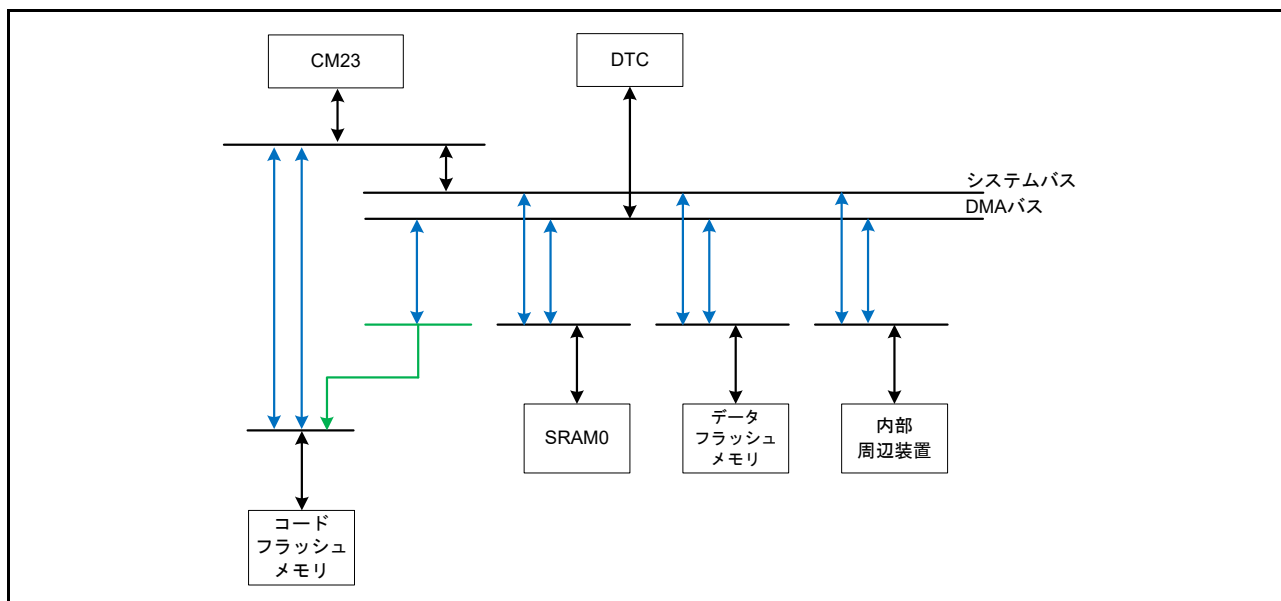 CM23
DTC
システムバス
DMAバス
SRAM0
データ
フラッシュ
メモリ
内部
周辺装置
コード
フラッシュ
メモリ